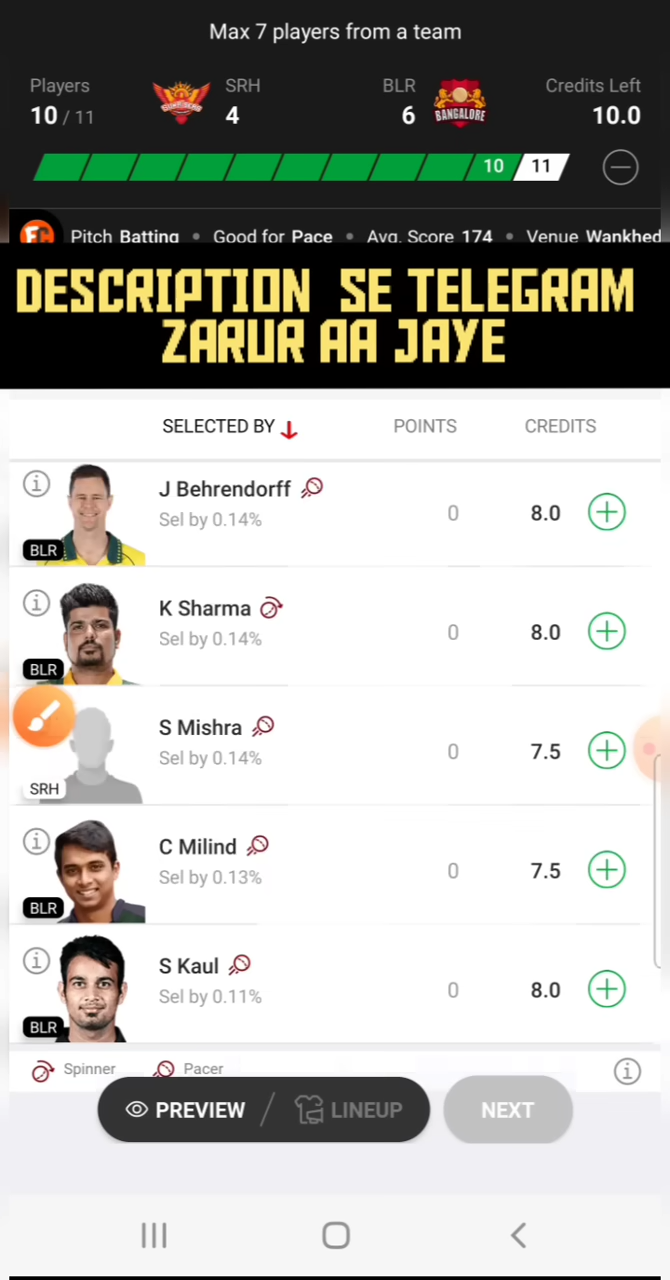 Max 7 players from a team
Players SRH BLR Credits Left
10 / 11 4 6 10.0
SUNRISERS
BANGALORE
10 11
FC Pitch Batting • Good for Pace • Avg. Score 174 • Venue Wankhed
DESCRIPTION SE TELEGRAM
ZARUR AA JAYE
SELECTED BY POINTS CREDITS
J Behrendorff
Sel by 0.14% 0 8.0
BLR
K Sharma
Sel by 0.14% 0 8.0
BLR
S Mishra
Sel by 0.14% 0 7.5
SRH
C Milind
Sel by 0.13% 0 7.5
BLR
S Kaul
Sel by 0.11% 0 8.0
BLR
Spinner Pacer
PREVIEW / LINEUP NEXT